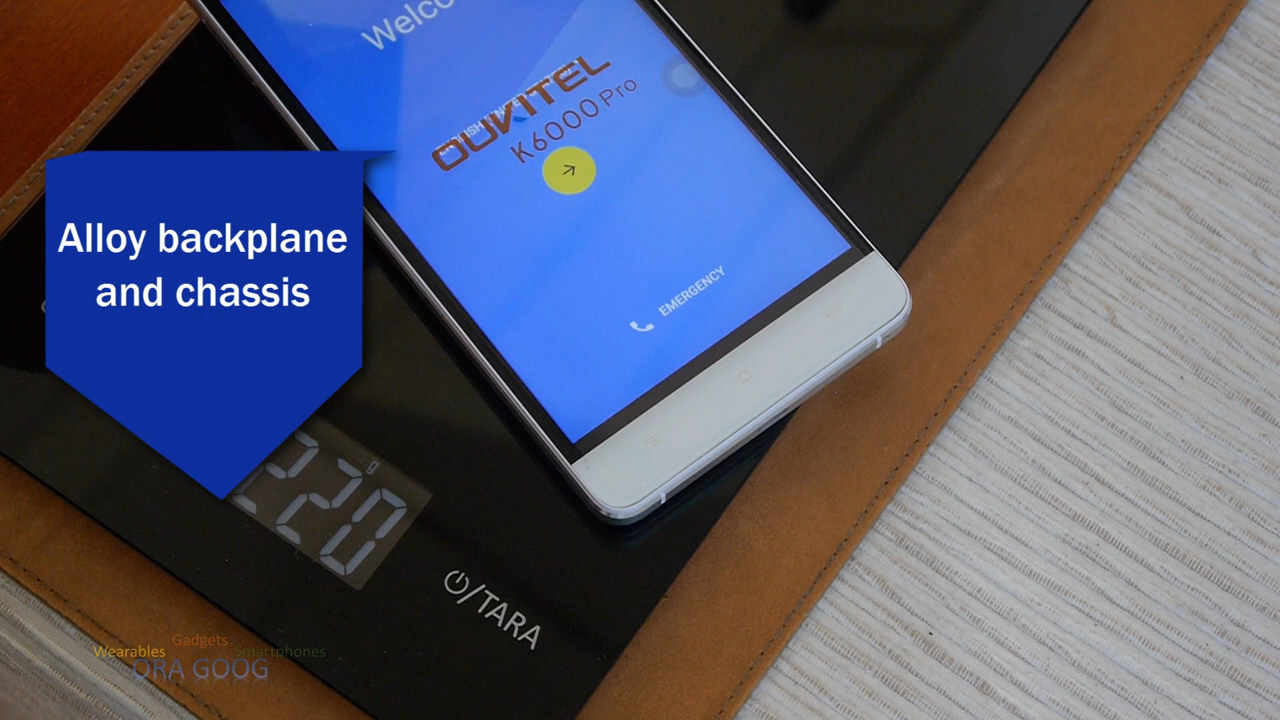 Welco
OUKITEL
K6000 Pro
EMERGENCY
Alloy backplane
and chassis
220
g
/TARA
Gadgets
Wearables
Smartphones
ORA GOOG